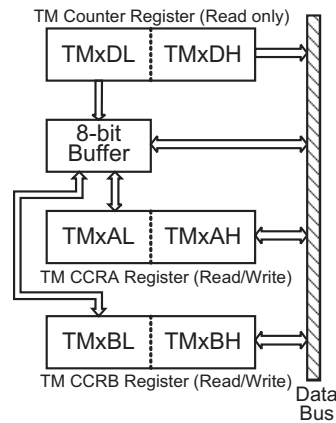 TM Counter Register (Read only)
TMxDL TMxDH
8-bit
Buffer
TMxAL TMxAH
TM CCRA Register (Read/Write)
TMxBL TMxBH
TM CCRB Register (Read/Write)
Data
Bus